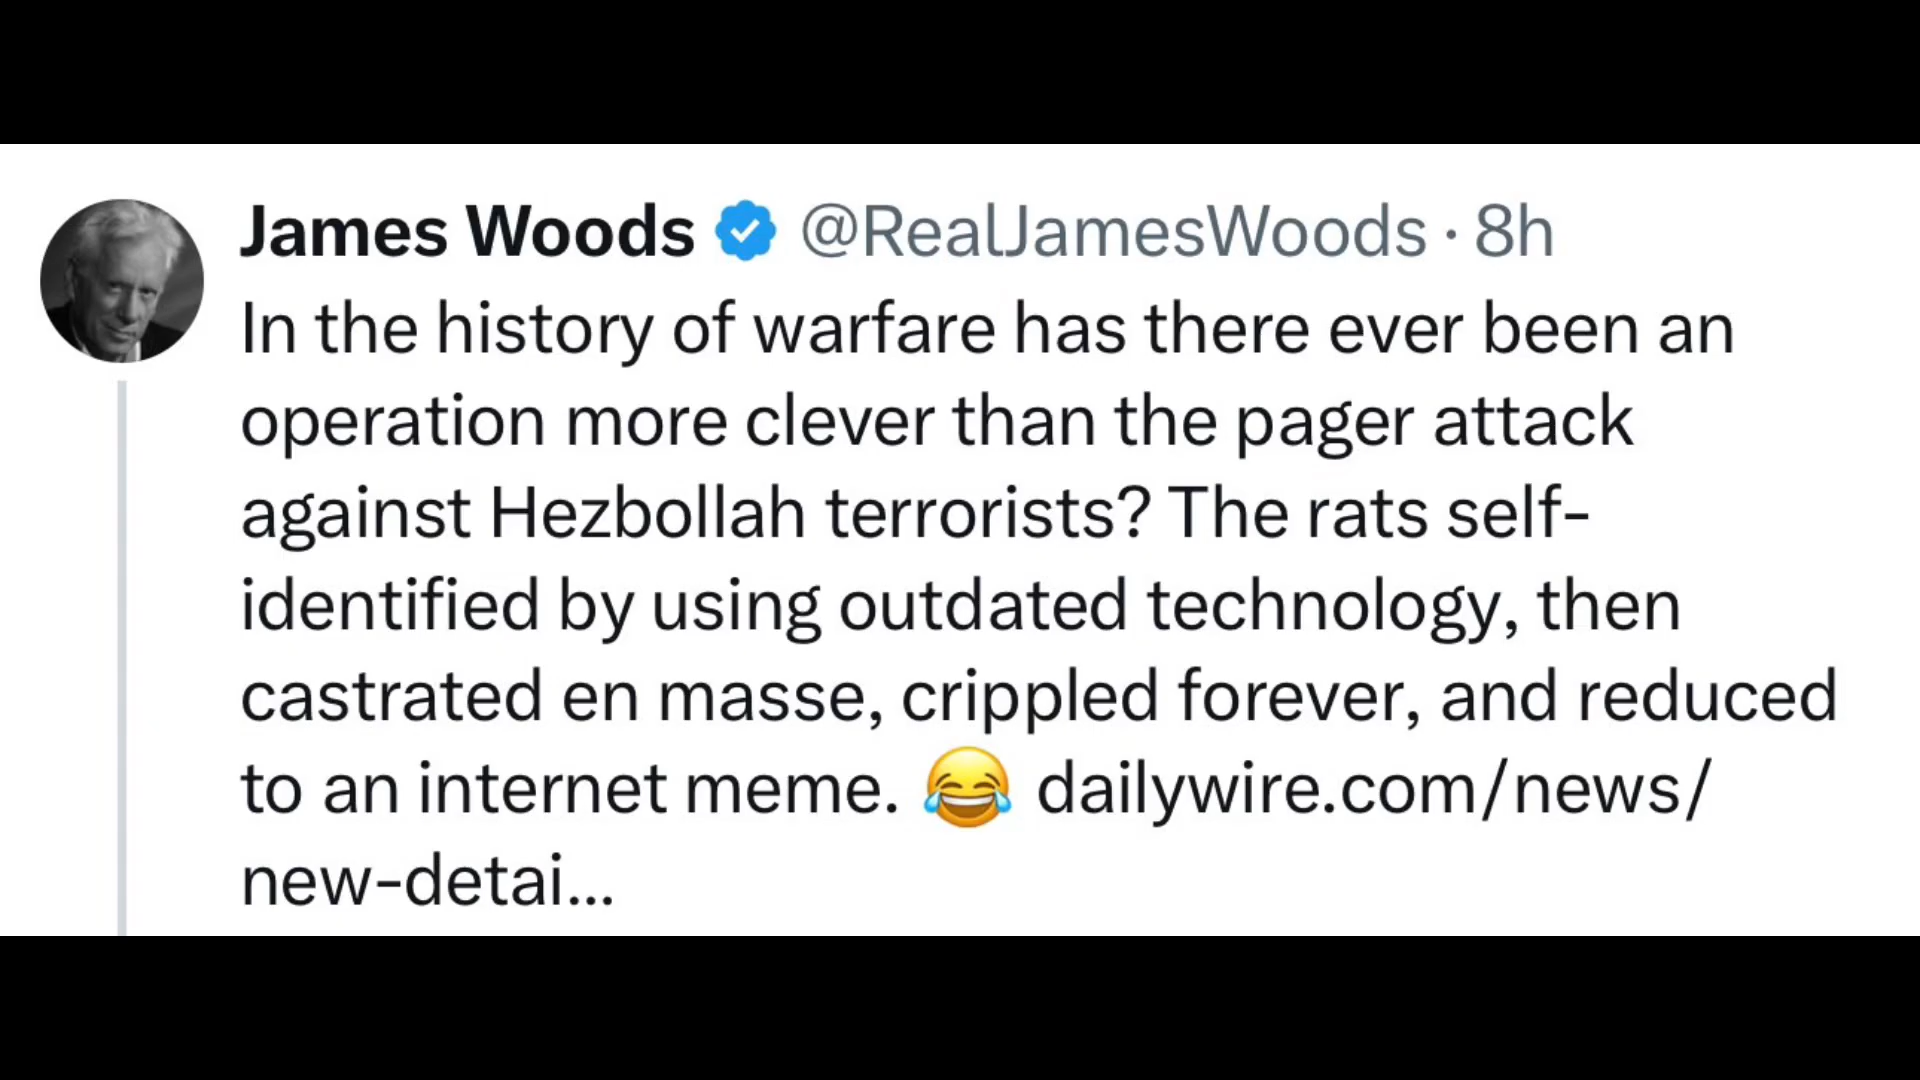 James Woods @RealJamesWoods · 8h
In the history of warfare has there ever been an
operation more clever than the pager attack
against Hezbollah terrorists? The rats self-
identified by using outdated technology, then
castrated en masse, crippled forever, and reduced
to an internet meme. 😂 dailywire.com/news/
new-detai...